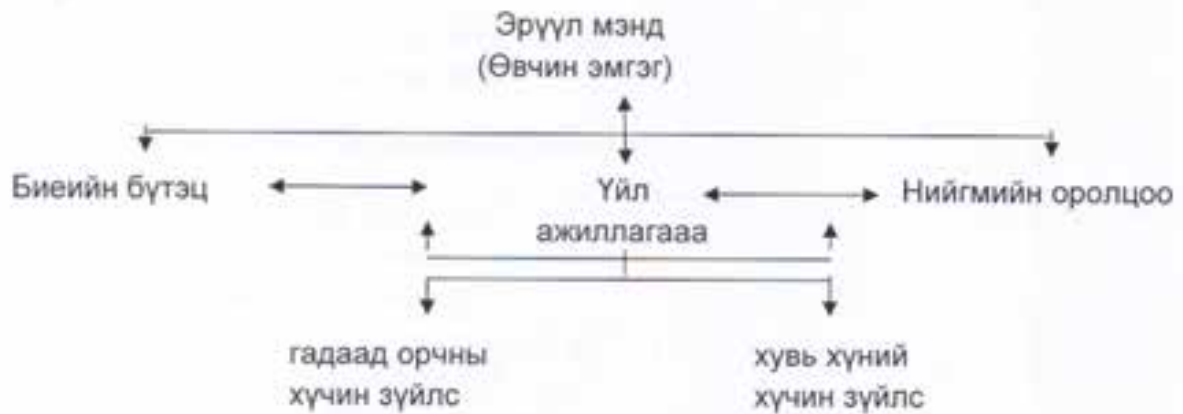 Эрүүл мэнд
(Өвчин эмгэг)
Биеийн бүтэц
Үйл
ажиллагааа
Нийгмийн оролцоо
гадаад орчны
хүчин зүйлс
хувь хүний
хүчин зүйлс